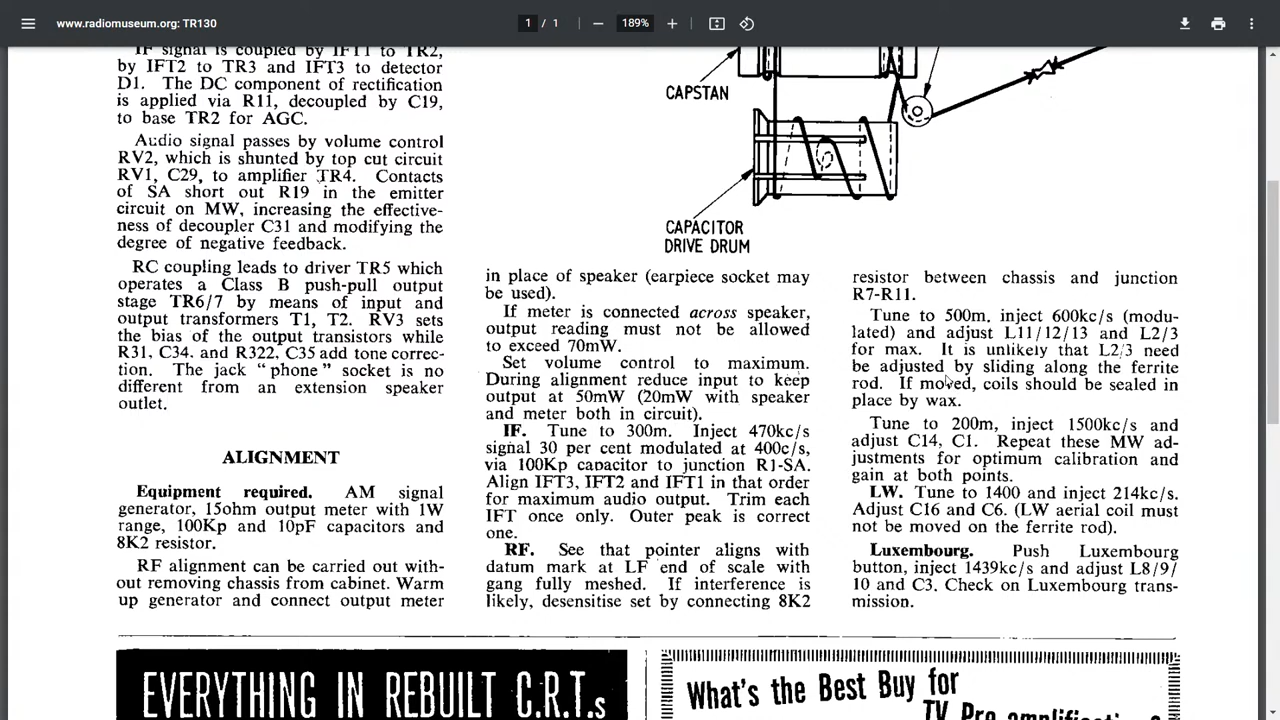 www.radiomuseum.org: TR130
1 / 1
189%
IF signal is coupled by IFT1 to TR2,
by IFT2 to TR3 and IFT3 to detector
D1. The DC component of rectification
is applied via R11, decoupled by C19,
to base TR2 for AGC.
Audio signal passes by volume control
RV2, which is shunted by top cut circuit
RV1, C29, to amplifier TR4. Contacts
of SA short out R19 in the emitter
circuit on MW, increasing the effective-
ness of decoupler C31 and modifying the
degree of negative feedback.
RC coupling leads to driver TR5 which
operates a Class B push-pull output
stage TR6/7 by means of input and
output transformers T1, T2. RV3 sets
the bias of the output transistors while
R31, C34, and R322, C35 add tone correc-
tion. The jack "phone" socket is no
different from an extension speaker
outlet.
ALIGNMENT
Equipment required. AM signal
generator, 15ohm output meter with 1W
range, 100Kp and 10pF capacitors and
8K2 resistor.
RF alignment can be carried out with-
out removing chassis from cabinet. Warm
up generator and connect output meter
CAPSTAN
CAPACITOR
DRIVE DRUM
in place of speaker (earpiece socket may
be used).
If meter is connected across speaker,
output reading must not be allowed
to exceed 70mW.
Set volume control to maximum.
During alignment reduce input to keep
output at 50mW (20mW with speaker
and meter both in circuit).
IF. Tune to 300m. Inject 470kc/s
signal 30 per cent modulated at 400c/s,
via 100Kp capacitor to junction R1-SA.
Align IFT3, IFT2 and IFT1 in that order
for maximum audio output. Trim each
IFT once only. Outer peak is correct
one.
RF. See that pointer aligns with
datum mark at LF end of scale with
gang fully meshed. If interference is
likely, desensitise set by connecting 8K2
resistor between chassis and junction
R7-R11.
Tune to 500m. inject 600kc/s (modu-
lated) and adjust L11/12/13 and L2/3
for max. It is unlikely that L2/3 need
be adjusted by sliding along the ferrite
rod. If moved, coils should be sealed in
place by wax.
Tune to 200m, inject 1500kc/s and
adjust C14, C1. Repeat these MW ad-
justments for optimum calibration and
gain at both points.
LW. Tune to 1400 and inject 214kc/s.
Adjust C16 and C6. (LW aerial coil must
not be moved on the ferrite rod).
Luxembourg. Push Luxembourg
button, inject 1439kc/s and adjust L8/9/
10 and C3. Check on Luxembourg trans-
mission.
EVERYTHING IN REBUILT C.R.T.s
What's the Best Buy for
TV Pre-amplification?